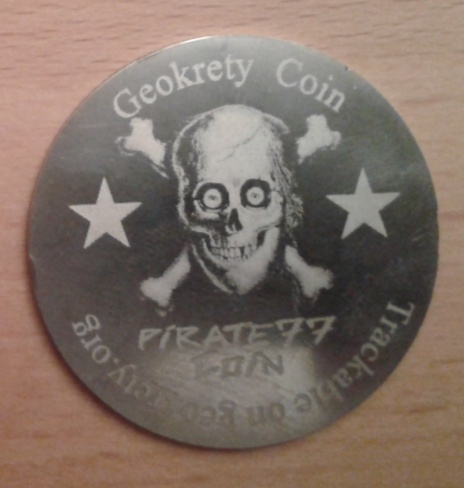 Geokrety Coin
PiRATE77
COiN
Trackable on geokrety.org